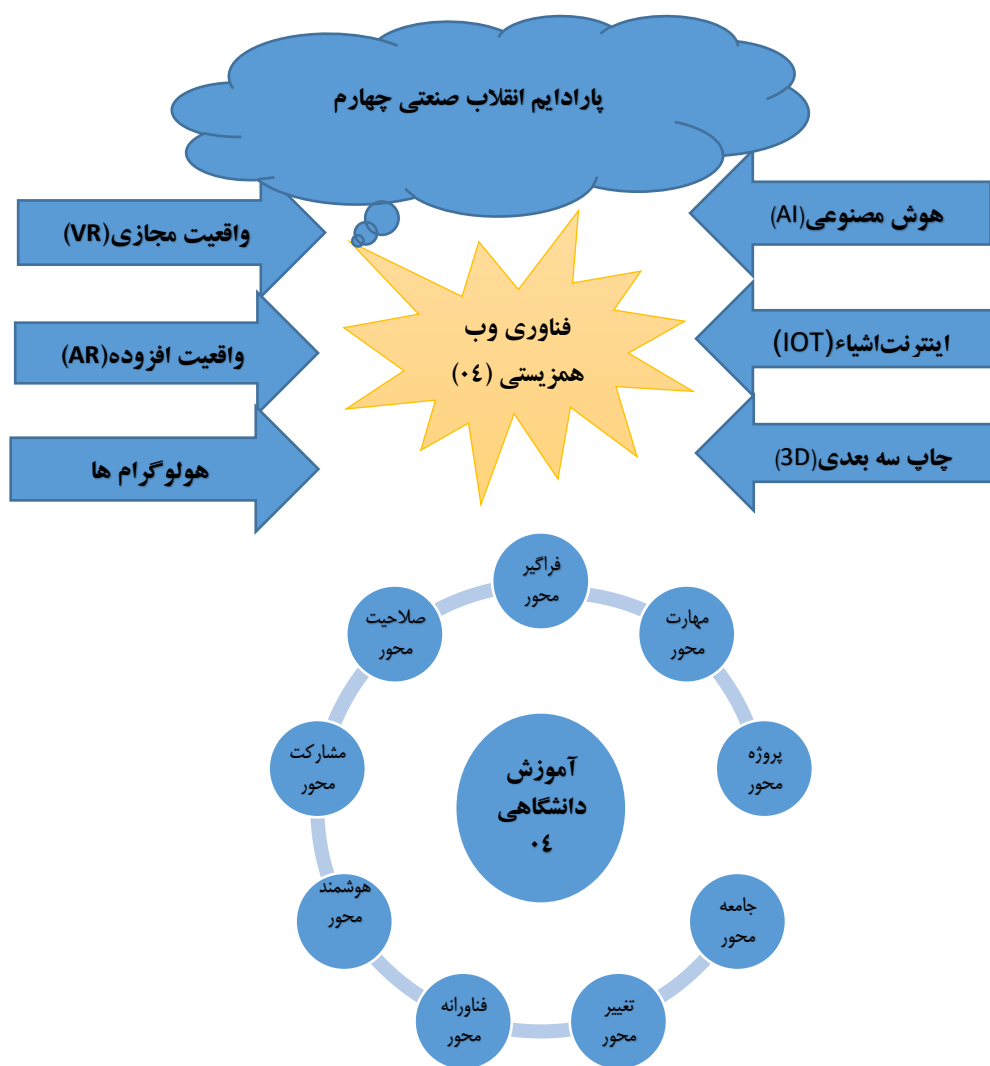 پارادایم انقلاب صنعتی چهارم
هوش مصنوعی(AI)
واقعیت مجازی(VR)
فناوری وب
همزیستی (٠٤)
اینترنت‌اشیاء(IOT)
واقعیت افزوده(AR)
چاپ سه بعدی(3D)
هولوگرام ها
فراگیر
محور
مهارت
محور
پروژه
محور
جامعه
محور
تغییر
محور
فناورانه
محور
هوشمند
محور
مشارکت
محور
صلاحیت
محور
آموزش
دانشگاهی
٠٤